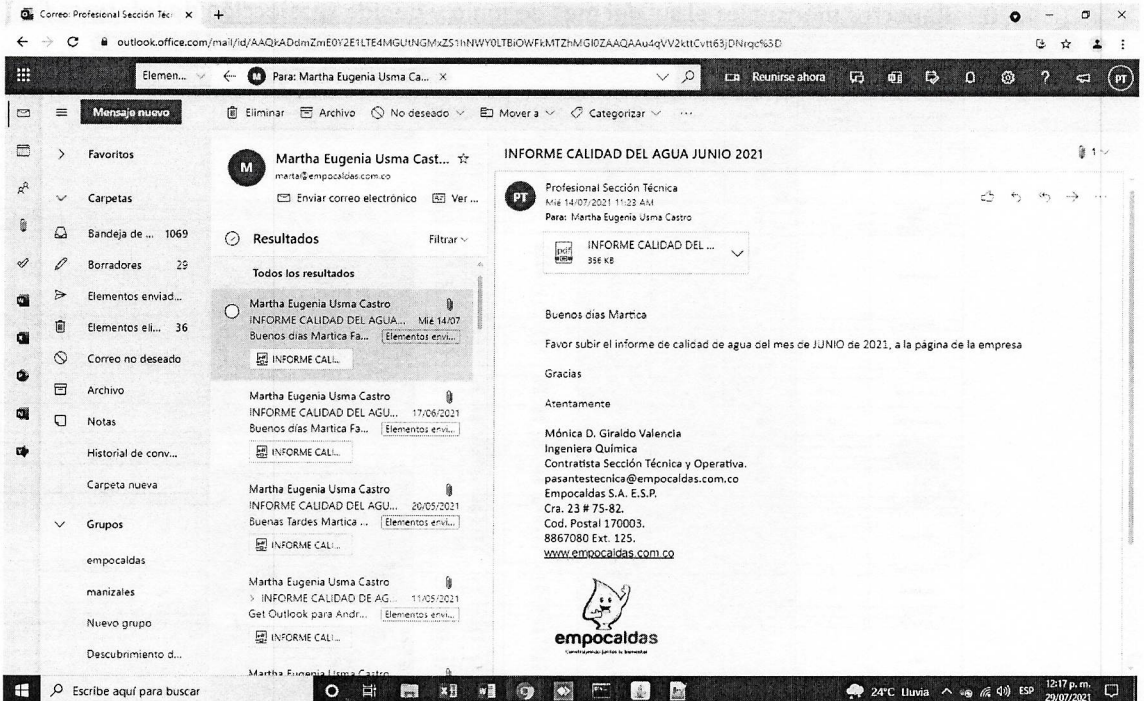 Correo: Profesional Sección Téc
outlook.office.com/mail/id/
Elemen...
M Para: Martha Eugenia Usma Ca...
Reunirse ahora
PT
Mensaje nuevo
Eliminar Archivo No deseado Mover a Categorizar ...
Favoritos
Carpetas
Bandeja de ... 1069
Borradores 29
Elementos enviad...
Elementos eli... 36
Correo no deseado
Archivo
Notas
Historial de conv...
Carpeta nueva
Grupos
empocaldas
manizales
Nuevo grupo
Descubrimiento d...
M
Martha Eugenia Usma Cast...
marta@empocaldas.com.co
Enviar correo electrónico Ver ...
Resultados Filtrar
Todos los resultados
Martha Eugenia Usma Castro
INFORME CALIDAD DEL AGUA... Mié 14/07
Buenos días Martica Fa... Elementos envi...
INFORME CALI...
Martha Eugenia Usma Castro
INFORME CALIDAD DEL AGU... 17/06/2021
Buenos días Martica Fa... Elementos envi...
INFORME CALI...
Martha Eugenia Usma Castro
INFORME CALIDAD DEL AGU... 20/05/2021
Buenas Tardes Martica ... Elementos envi...
INFORME CALI...
Martha Eugenia Usma Castro
> INFORME CALIDAD DE AG... 11/05/2021
Get Outlook para Andr... Elementos envi...
INFORME CALI...
Martha Eugenia Usma Castro
INFORME CALIDAD DEL AGUA JUNIO 2021
1
PT
Profesional Sección Técnica
Mié 14/07/2021 11:23 AM
Para: Martha Eugenia Usma Castro
pdf
INFORME CALIDAD DEL ...
356 KB
Buenos días Martica
Favor subir el informe de calidad de agua del mes de JUNIO de 2021, a la página de la empresa
Gracias
Atentamente
Mónica D. Giraldo Valencia
Ingeniera Química
Contratista Sección Técnica y Operativa.
pasantestecnica@empocaldas.com.co
Empocaldas S.A. E.S.P.
Cra. 23 # 75-82.
Cod. Postal 170003.
8867080 Ext. 125.
www.empocaldas.com.co
empocaldas
Escribe aquí para buscar
24°C Lluvia ESP 12:17 p. m.
29/07/2021